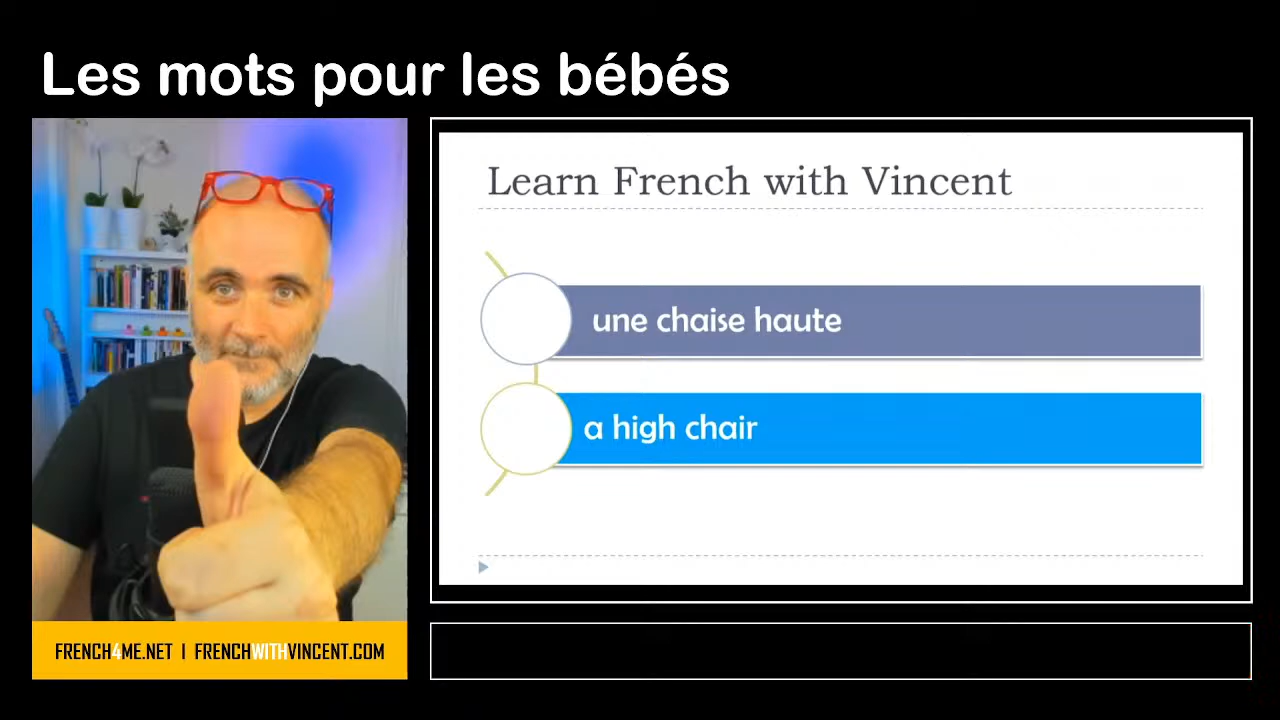 Les mots pour les bébés
Learn French with Vincent
une chaise haute
a high chair
FRENCH4ME.NET | FRENCHWITHVINCENT.COM